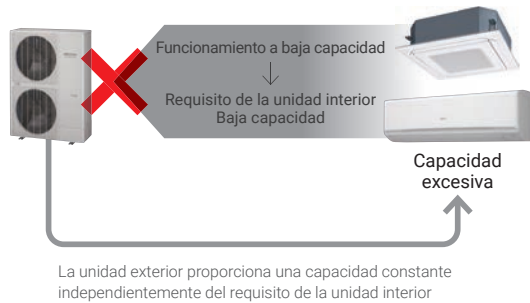 Funcionamiento a baja capacidad
Requisito de la unidad interior
Baja capacidad
Capacidad
excesiva
La unidad exterior proporciona una capacidad constante
independientemente del requisito de la unidad interior